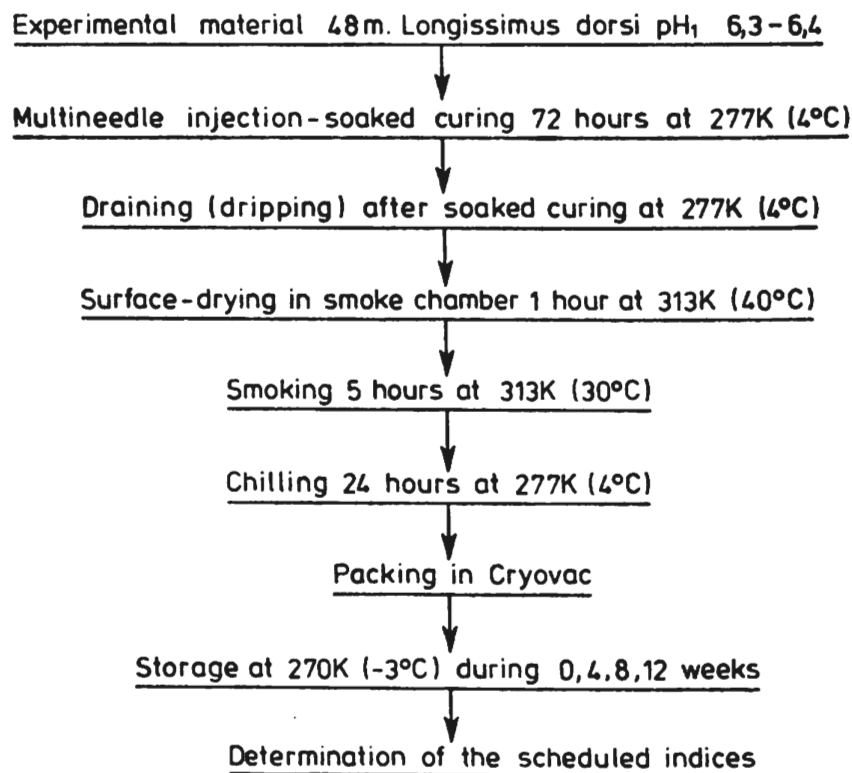 Experimental material 48m. Longissimus dorsi pH₁ 6,3-6,4
Multineedle injection-soaked curing 72 hours at 277K (4°C)
Draining (dripping) after soaked curing at 277K (4°C)
Surface-drying in smoke chamber 1 hour at 313K (40°C)
Smoking 5 hours at 313K (30°C)
Chilling 24 hours at 277K (4°C)
Packing in Cryovac
Storage at 270K (-3°C) during 0,4,8,12 weeks
Determination of the scheduled indices